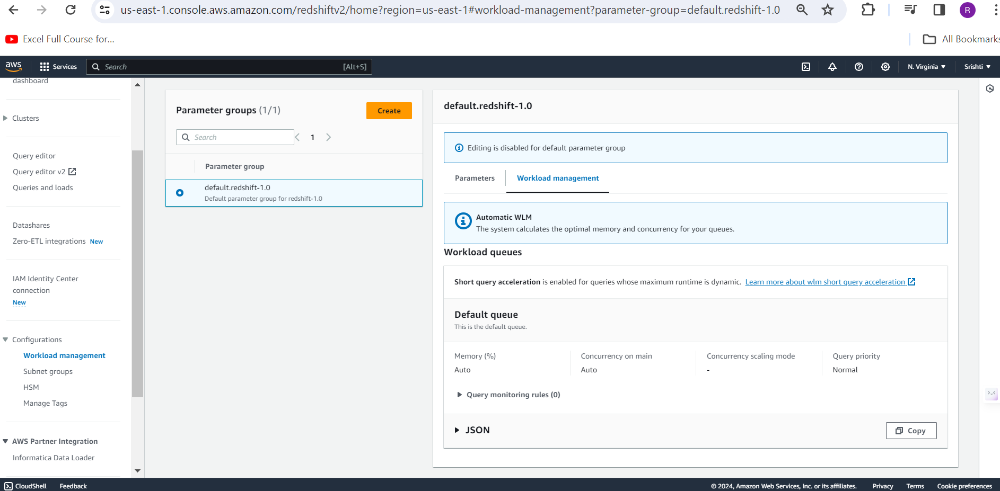 us-east-1.console.aws.amazon.com/redshiftv2/home?region=us-east-1#workload-management?parameter-group=default.redshift-1.0
R
Excel Full Course for...
All Bookmarks
aws
Services
Search
[Alt+S]
N. Virginia
Srishti
dashboard
Clusters
Query editor
Query editor v2
Queries and loads
Datashares
Zero-ETL integrations New
IAM Identity Center
connection
New
Configurations
Workload management
Subnet groups
HSM
Manage Tags
AWS Partner Integration
Informatica Data Loader
Parameter groups (1/1)
Create
Search
1
Parameter group
default.redshift-1.0
Default parameter group for redshift-1.0
default.redshift-1.0
Editing is disabled for default parameter group
Parameters
Workload management
Automatic WLM
The system calculates the optimal memory and concurrency for your queues.
Workload queues
Short query acceleration is enabled for queries whose maximum runtime is dynamic. Learn more about wlm short query acceleration
Default queue
This is the default queue.
Memory (%)
Auto
Concurrency on main
Auto
Concurrency scaling mode
-
Query priority
Normal
Query monitoring rules (0)
JSON
Copy
CloudShell
Feedback
© 2024, Amazon Web Services, Inc. or its affiliates.
Privacy
Terms
Cookie preferences